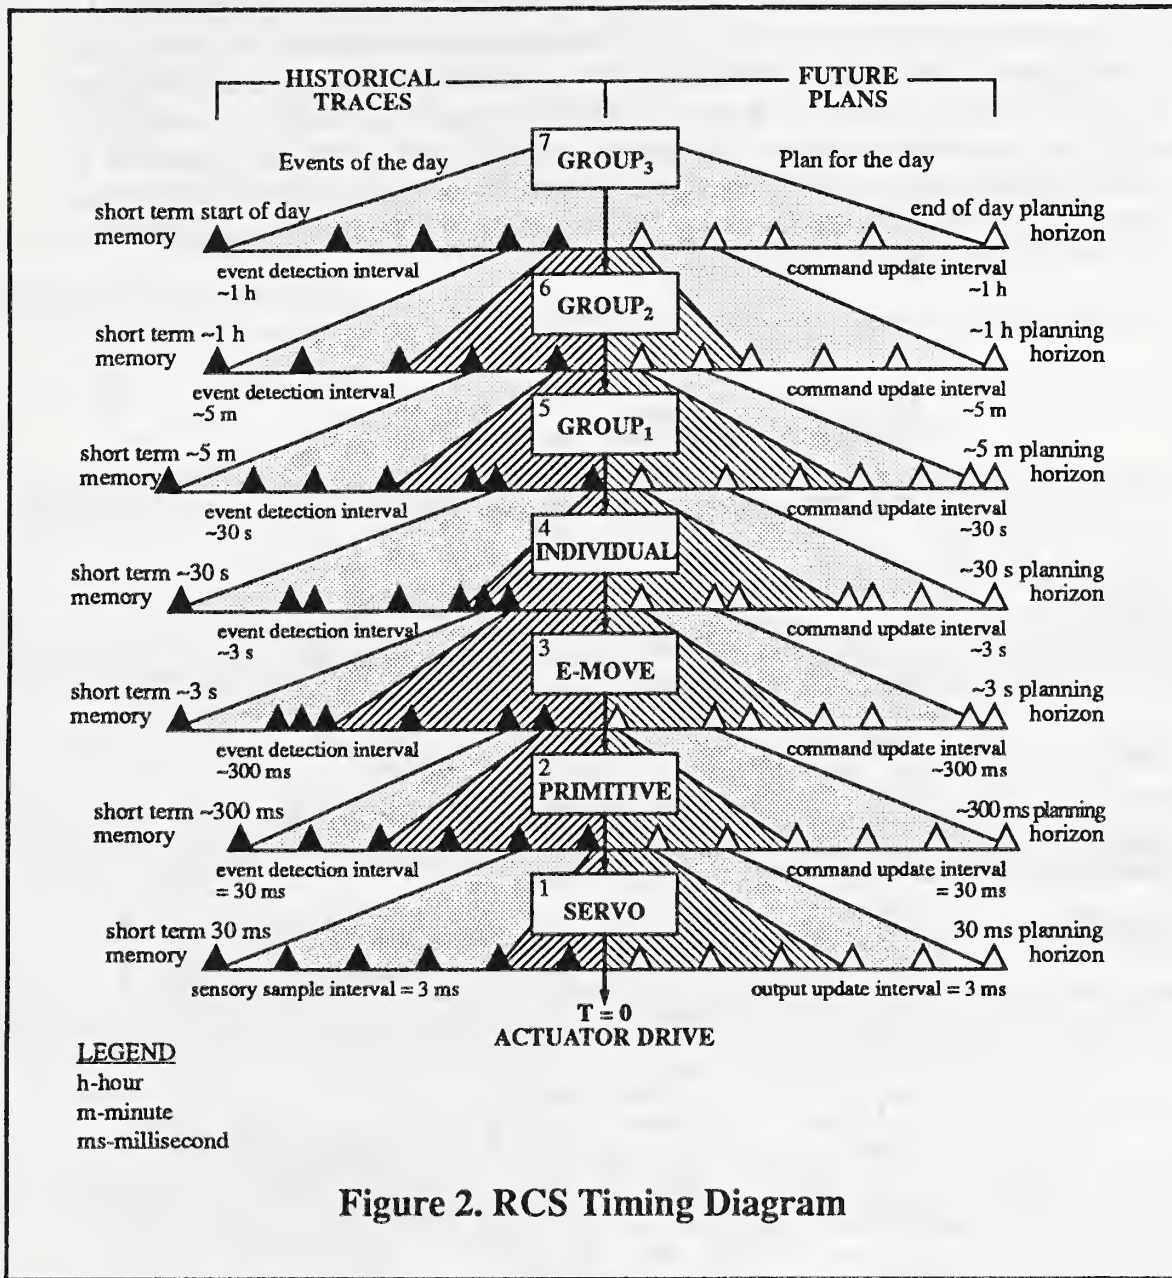 HISTORICAL TRACES
FUTURE PLANS
Events of the day
7
GROUP3
Plan for the day
short term start of day
memory
end of day planning
horizon
event detection interval
~1 h
command update interval
~1 h
6
GROUP2
short term ~1 h
memory
~1 h planning
horizon
event detection interval
~5 m
command update interval
~5 m
5
GROUP1
short term ~5 m
memory
~5 m planning
horizon
event detection interval
~30 s
command update interval
~30 s
4
INDIVIDUAL
short term ~30 s
memory
~30 s planning
horizon
event detection interval
~3 s
command update interval
~3 s
3
E-MOVE
short term ~3 s
memory
~3 s planning
horizon
event detection interval
~300 ms
command update interval
~300 ms
2
PRIMITIVE
short term ~300 ms
memory
~300 ms planning
horizon
event detection interval
= 30 ms
command update interval
= 30 ms
1
SERVO
short term 30 ms
memory
30 ms planning
horizon
sensory sample interval = 3 ms
output update interval = 3 ms
T = 0
ACTUATOR DRIVE
LEGEND
h-hour
m-minute
ms-millisecond
Figure 2. RCS Timing Diagram